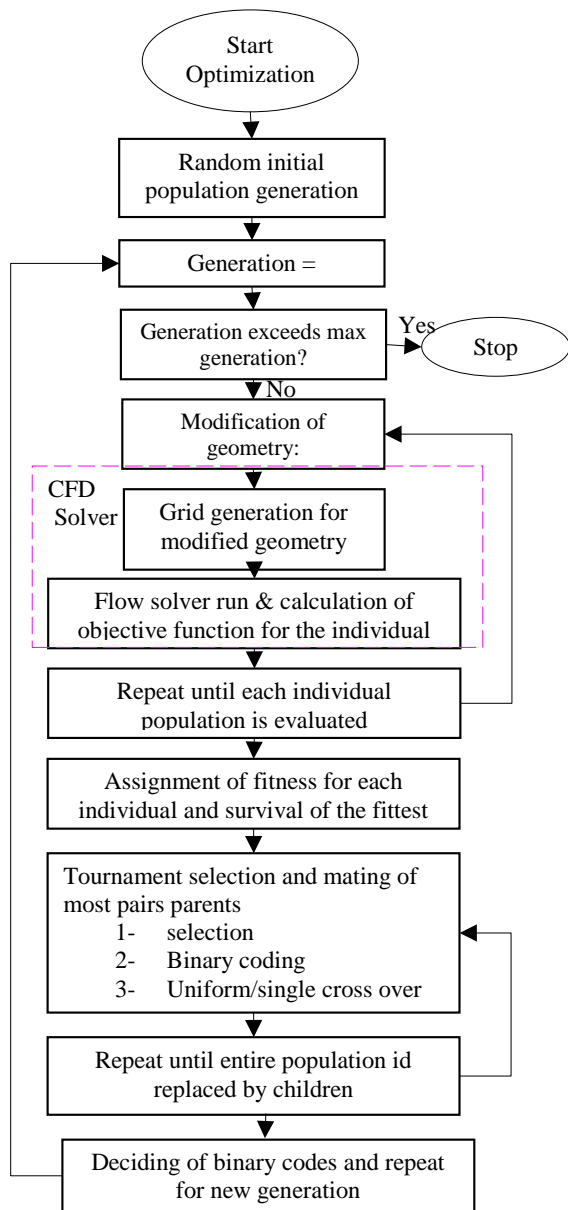 Start
Optimization
Random initial
population generation
Generation =
Generation exceeds max
generation?
Yes
Stop
No
Modification of
geometry:
CFD
Solver
Grid generation for
modified geometry
Flow solver run & calculation of
objective function for the individual
Repeat until each individual
population is evaluated
Assignment of fitness for each
individual and survival of the fittest
Tournament selection and mating of
most pairs parents
1- selection
2- Binary coding
3- Uniform/single cross over
Repeat until entire population id
replaced by children
Deciding of binary codes and repeat
for new generation